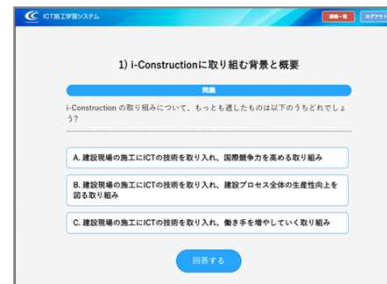 ICT施工学習システム
ログアウト
1) i-Constructionに取り組む背景と概要
問題
i-Construction の取り組みについて、もっとも適したものは以下のうちどれでしょ
う?
A. 建設現場の施工にICTの技術を取り入れ、国際競争力を高める取り組み
B. 建設現場の施工にICTの技術を取り入れ、建設プロセス全体の生産性向上を
図る取り組み
C. 建設現場の施工にICTの技術を取り入れ、働き手を増やしていく取り組み
回答する